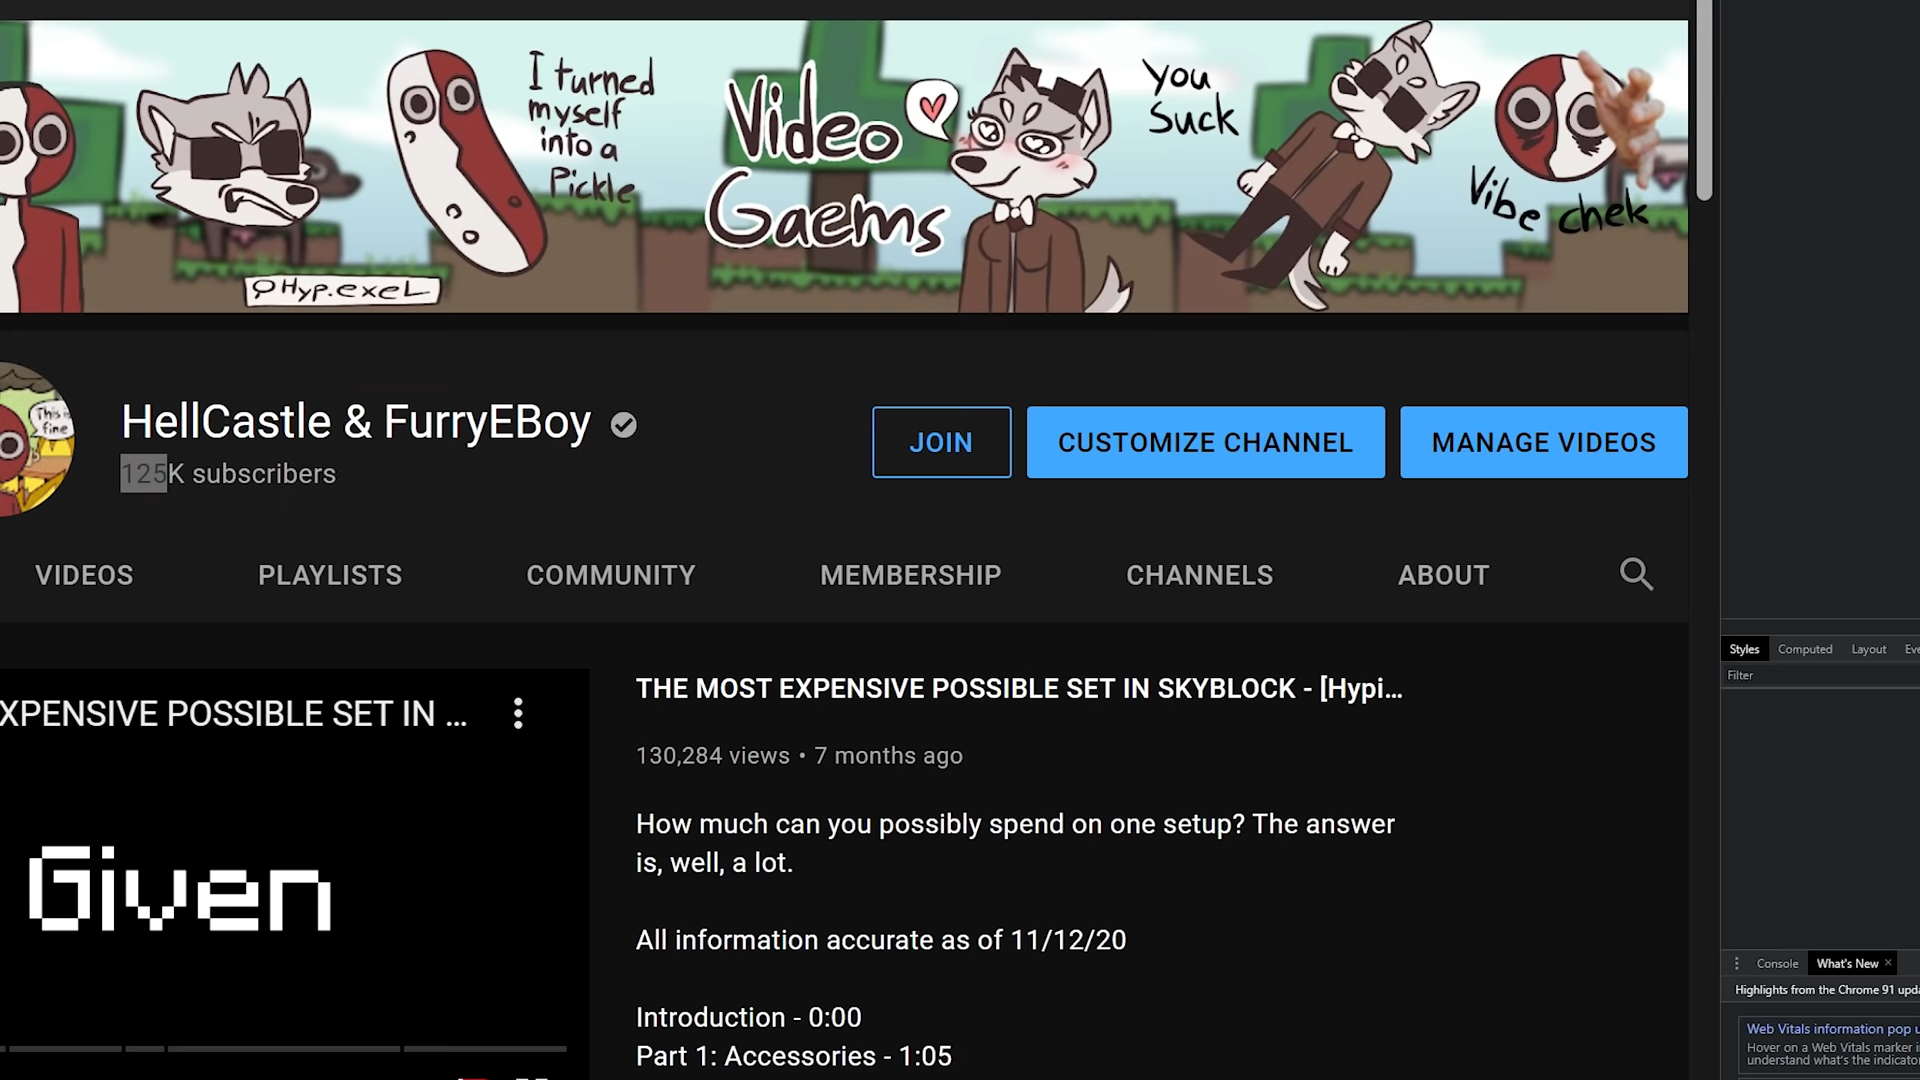 I turned
myself
into a
Pickle
Video
Gaems
You
Suck
Vibe chek
@Hyp.exeL
This is
fine
HellCastle & FurryEBoy
125K subscribers
JOIN
CUSTOMIZE CHANNEL
MANAGE VIDEOS
VIDEOS
PLAYLISTS
COMMUNITY
MEMBERSHIP
CHANNELS
ABOUT
XPENSIVE POSSIBLE SET IN ...
Given
THE MOST EXPENSIVE POSSIBLE SET IN SKYBLOCK - [Hypi...
130,284 views • 7 months ago
How much can you possibly spend on one setup? The answer
is, well, a lot.
All information accurate as of 11/12/20
Introduction - 0:00
Part 1: Accessories - 1:05
Styles
Computed
Layout
Eve
Filter
Console
What's New ×
Highlights from the Chrome 91 upda
Web Vitals information pop u
Hover on a Web Vitals marker i
understand what's the indicato